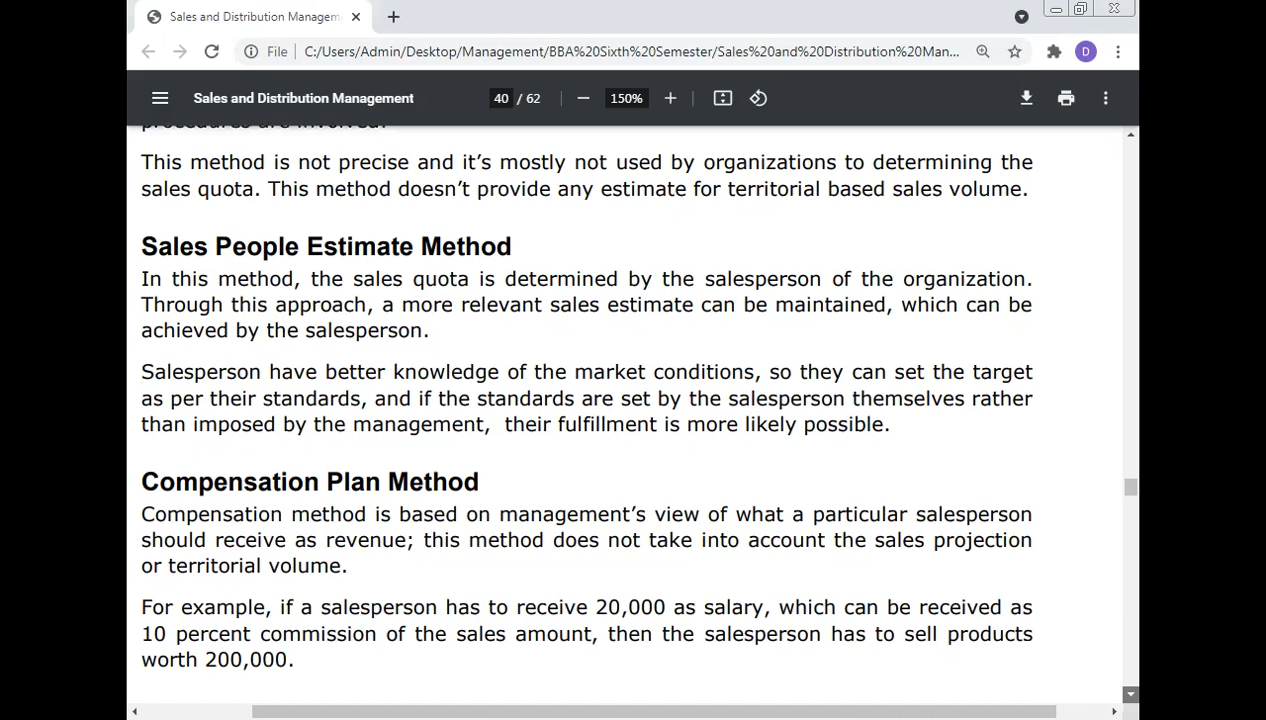 Sales and Distribution Managem
File C:/Users/Admin/Desktop/Management/BBA%20Sixth%20Semester/Sales%20and%20Distribution%20Man... D
Sales and Distribution Management 40 / 62 150%
procedures are involved.
This method is not precise and it's mostly not used by organizations to determining the
sales quota. This method doesn't provide any estimate for territorial based sales volume.
Sales People Estimate Method
In this method, the sales quota is determined by the salesperson of the organization.
Through this approach, a more relevant sales estimate can be maintained, which can be
achieved by the salesperson.
Salesperson have better knowledge of the market conditions, so they can set the target
as per their standards, and if the standards are set by the salesperson themselves rather
than imposed by the management, their fulfillment is more likely possible.
Compensation Plan Method
Compensation method is based on management's view of what a particular salesperson
should receive as revenue; this method does not take into account the sales projection
or territorial volume.
For example, if a salesperson has to receive 20,000 as salary, which can be received as
10 percent commission of the sales amount, then the salesperson has to sell products
worth 200,000.